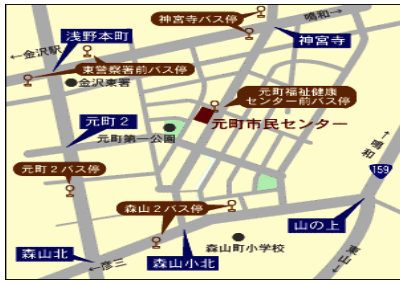 神宮寺バス停
鳴和
浅野本町
←金沢駅
神宮寺
東警察署前バス停
金沢東署
元町福祉健康
センター前バス停
元町市民センター
元町2
元町第一公園
元町2バス停
←鳴和
159
森山2バス停
山の上
森山北
森山小北
森山町小学校
←彦三
東山→